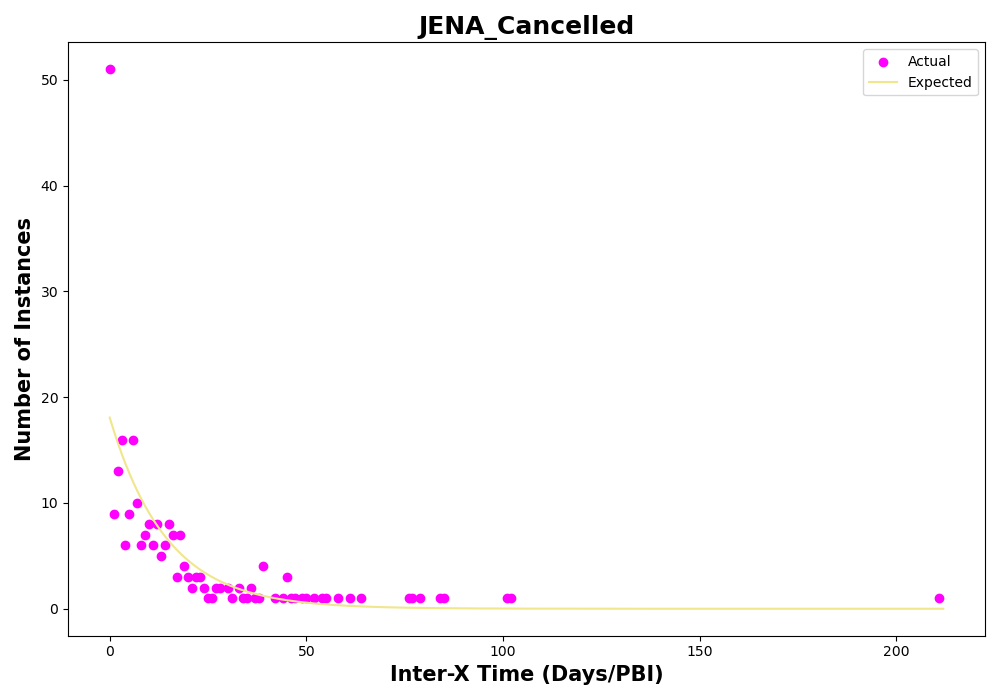 JENA_Cancelled
Actual
Expected
Number of Instances
50
40
30
20
10
0
0
50
100
150
200
Inter-X Time (Days/PBI)